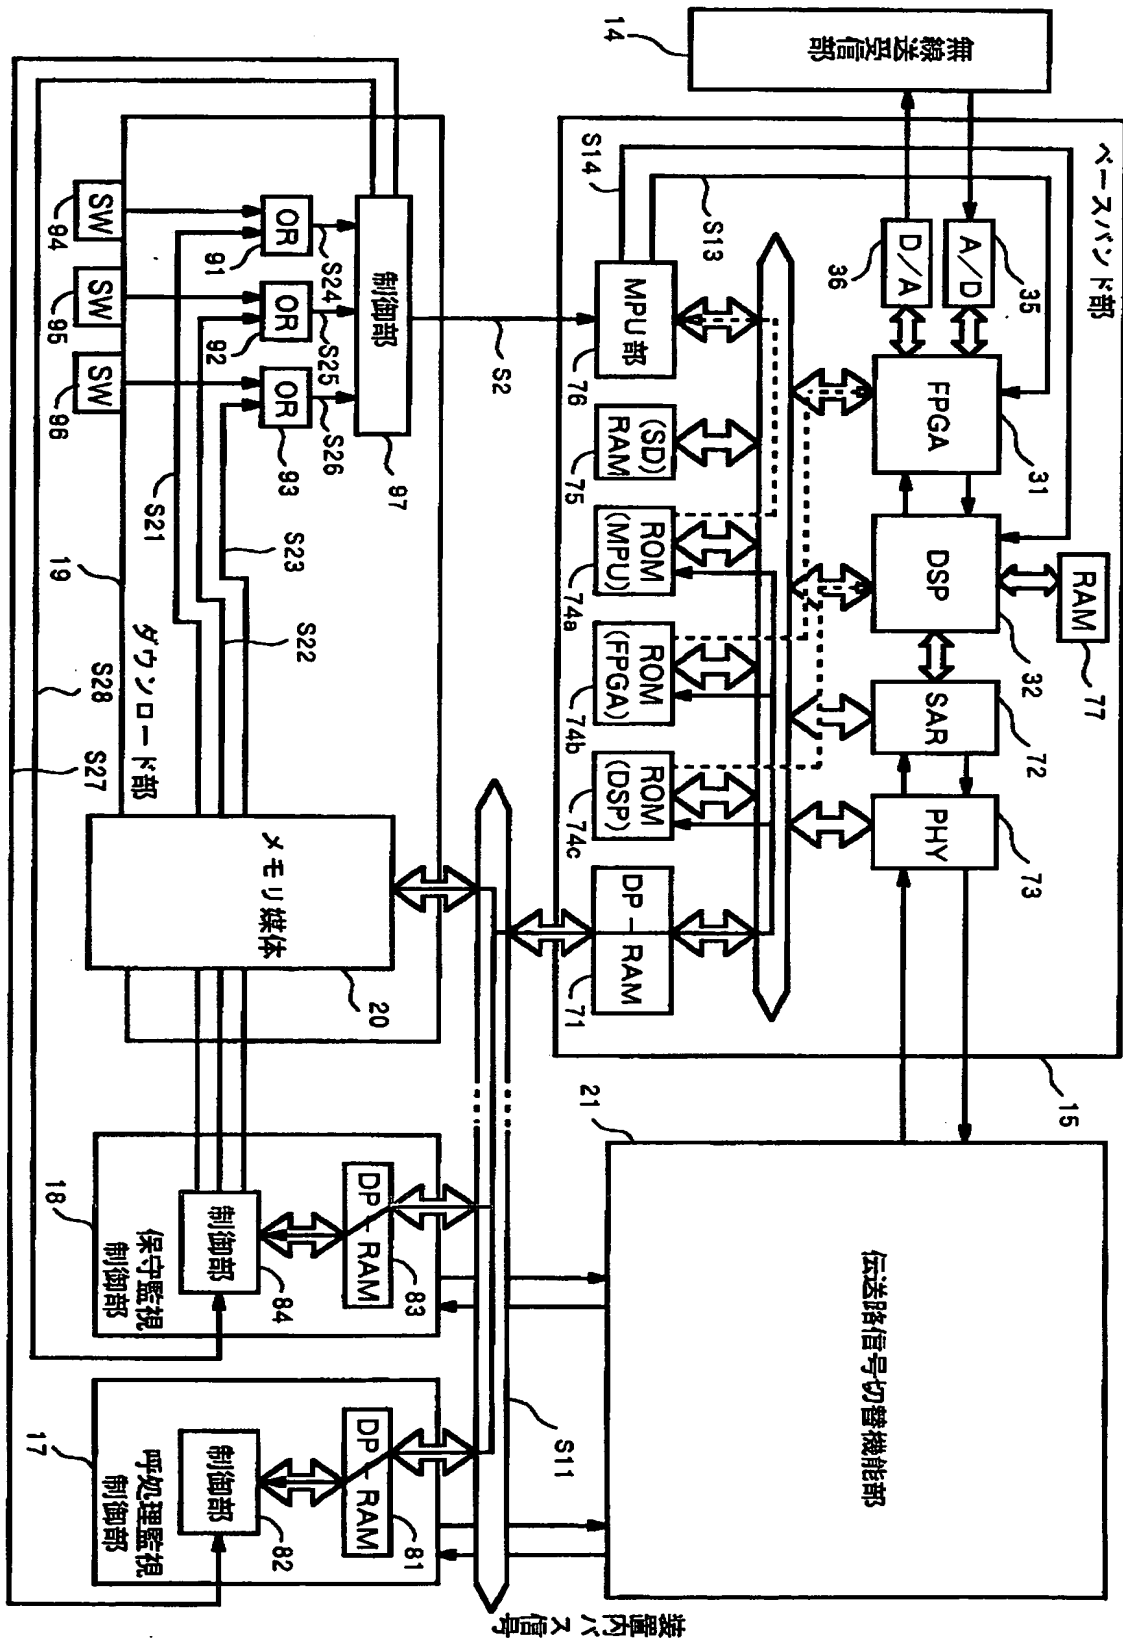 無線送受信部
14
ベースバンド部
S14
S13
A/D
35
D/A
36
FPGA
31
DSP
32
RAM
77
SAR
72
PHY
73
MPU部
76
(SD)
RAM
75
ROM
(MPU)
74a
ROM
(FPGA)
74b
ROM
(DSP)
74c
DP-RAM
71
15
21
伝送路信号切替機能部
S2
制御部
97
OR
91
S24
OR
92
S25
OR
93
S26
SW
94
SW
95
SW
96
S21
S22
S23
19
ダウンロード部
S28
S27
メモリ媒体
20
DP-RAM
83
制御部
84
保守監視
制御部
18
DP-RAM
81
制御部
82
呼処理監視
制御部
17
S11
装置内バス信号